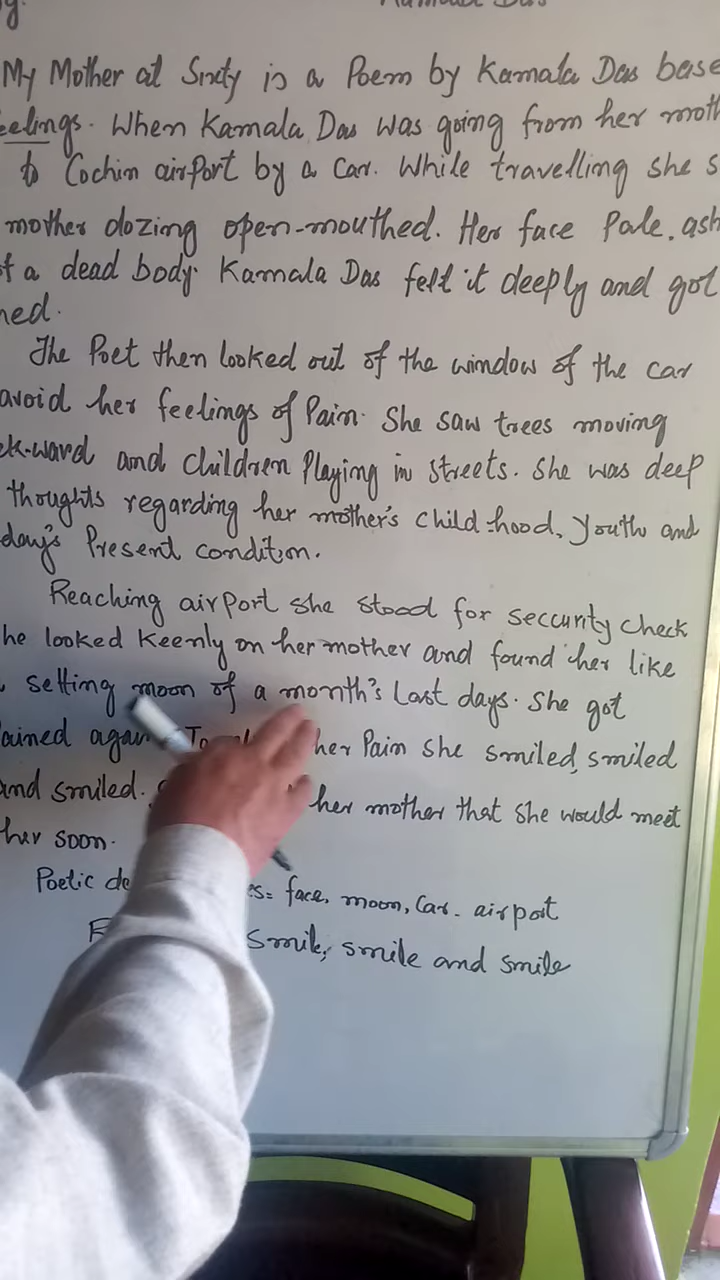 My Mother at Sixty is a Poem by Kamala Das base
eelings. When Kamala Das was going from her moth
to Cochin airport by a Car. While travelling she s
mother dozing open-mouthed. Her face Pale, ash
f a dead body. Kamala Das felt it deeply and got
ned.
The Poet then looked out of the window of the car
avoid her feelings of Pain. She saw trees moving
ck-ward and Children Playing in streets. She was deep
thoughts regarding her mother's Child hood, Youth and
day's Present condition.
Reaching airport she stood for seccurity check
he looked Keenly on her mother and found her like
setting moon of a month's Last days. She got
ained again her Pain she smiled, smiled
and smiled. her mother that she would meet
her soon.
Poetic de es= face, moon, Car. airport
Smile, smile and smile